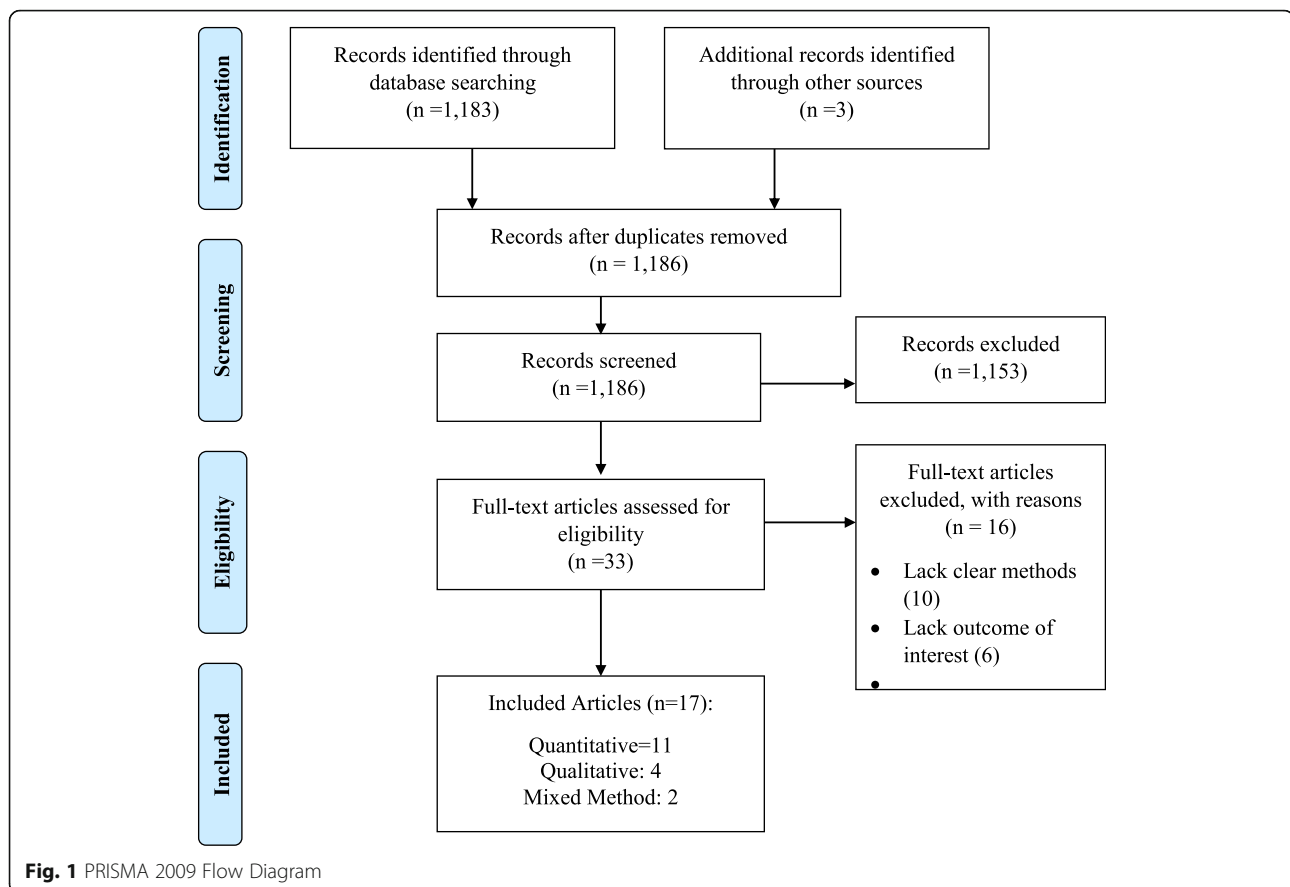 Identification
Records identified through
database searching
(n =1,183)
Additional records identified
through other sources
(n =3)
Screening
Records after duplicates removed
(n = 1,186)
Records screened
(n =1,186)
Records excluded
(n =1,153)
Eligibility
Full-text articles assessed for
eligibility
(n =33)
Full-text articles
excluded, with reasons
(n = 16)
• Lack clear methods
(10)
• Lack outcome of
interest (6)
•
Included
Included Articles (n=17):
Quantitative=11
Qualitative: 4
Mixed Method: 2
Fig. 1 PRISMA 2009 Flow Diagram